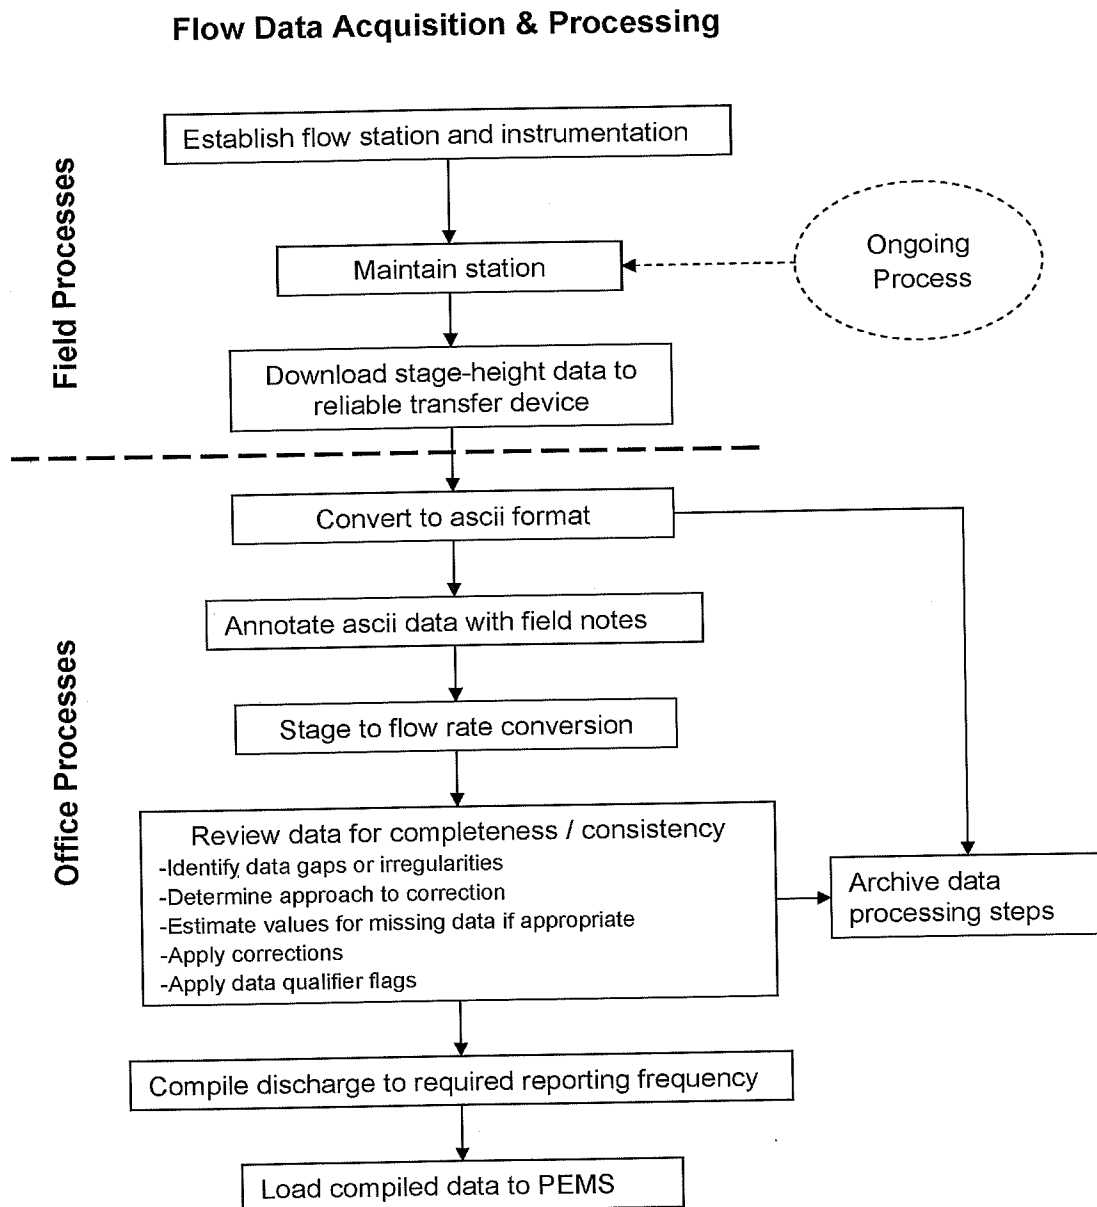 Flow Data Acquisition & Processing
Field Processes
Establish flow station and instrumentation
Maintain station
Ongoing
Process
Download stage-height data to
reliable transfer device
Office Processes
Convert to ascii format
Annotate ascii data with field notes
Stage to flow rate conversion
Review data for completeness / consistency
-Identify data gaps or irregularities
-Determine approach to correction
-Estimate values for missing data if appropriate
-Apply corrections
-Apply data qualifier flags
Archive data
processing steps
Compile discharge to required reporting frequency
Load compiled data to PEMS